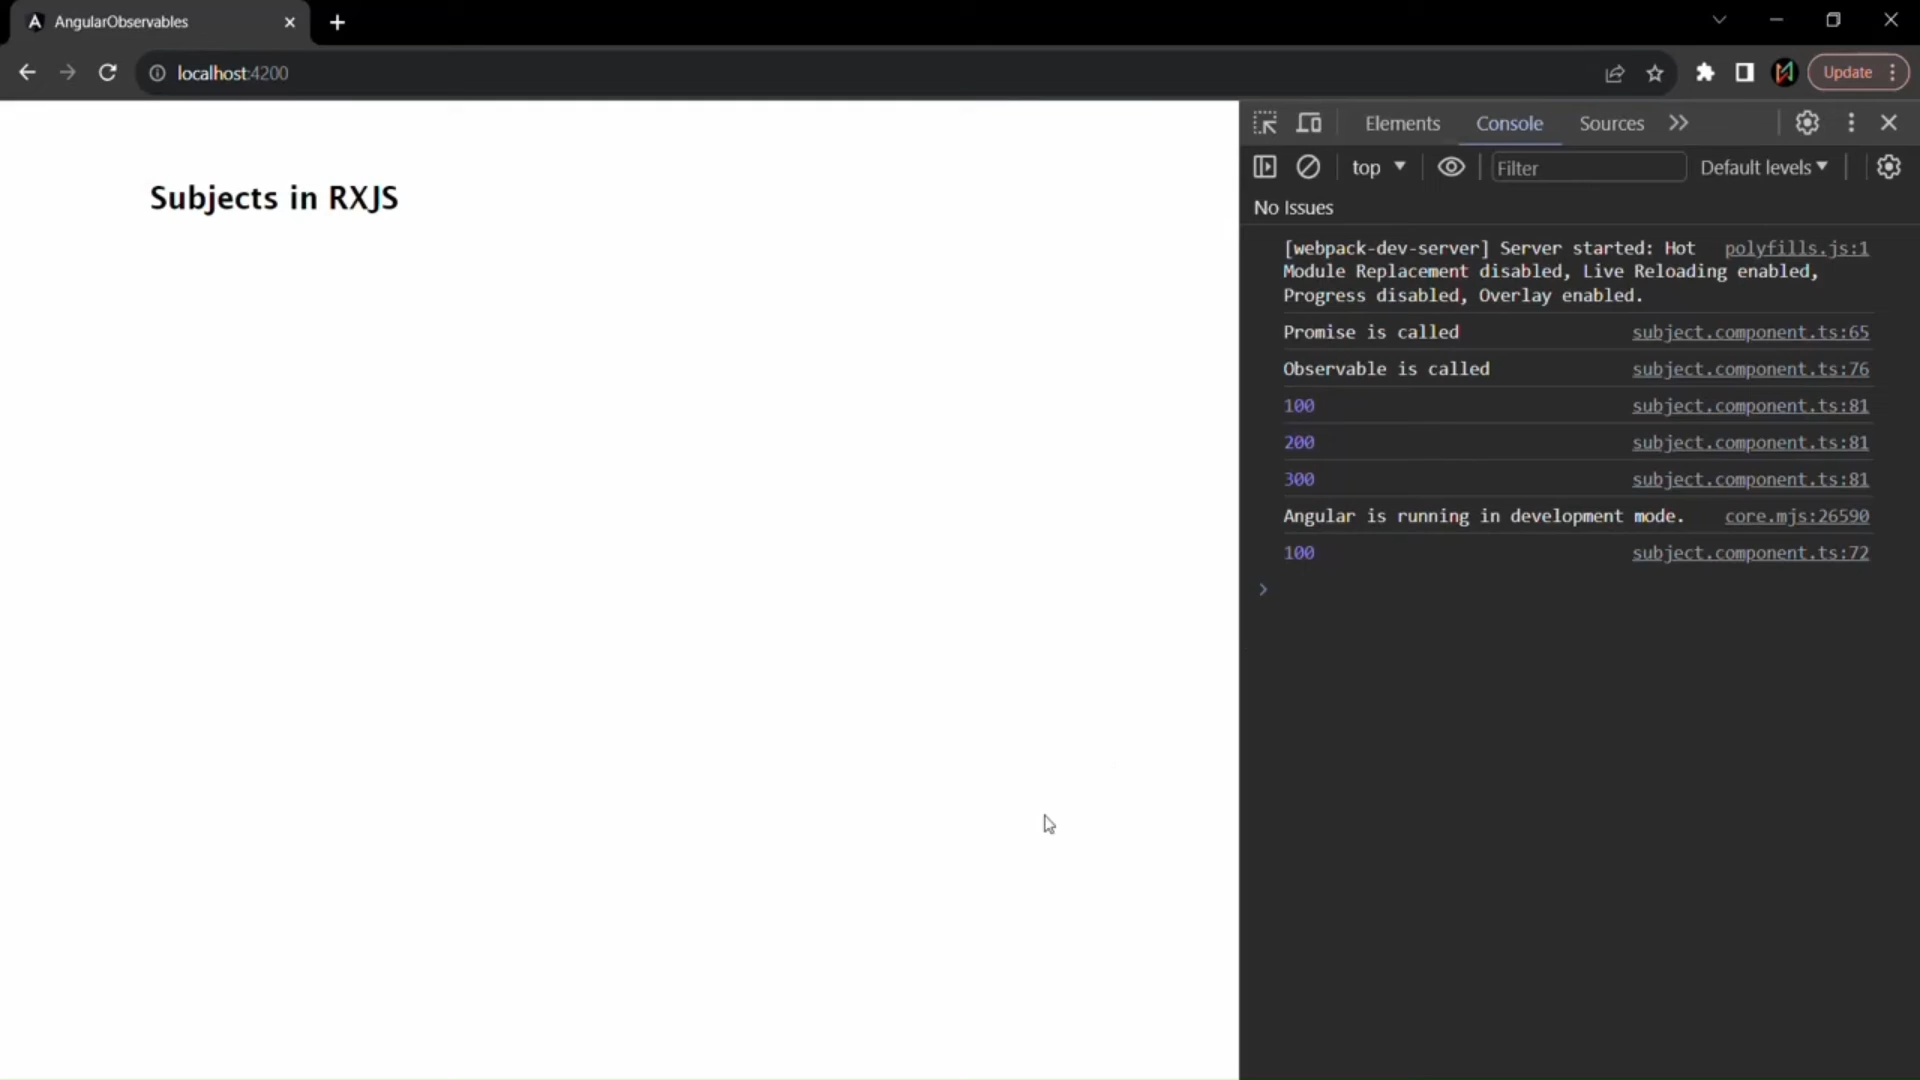 AngularObservables
localhost:4200
Update
Subjects in RXJS
Elements Console Sources
top Filter Default levels
No Issues
[webpack-dev-server] Server started: Hot polyfills.js:1
Module Replacement disabled, Live Reloading enabled,
Progress disabled, Overlay enabled.
Promise is called subject.component.ts:65
Observable is called subject.component.ts:76
100 subject.component.ts:81
200 subject.component.ts:81
300 subject.component.ts:81
Angular is running in development mode. core.mjs:26590
100 subject.component.ts:72